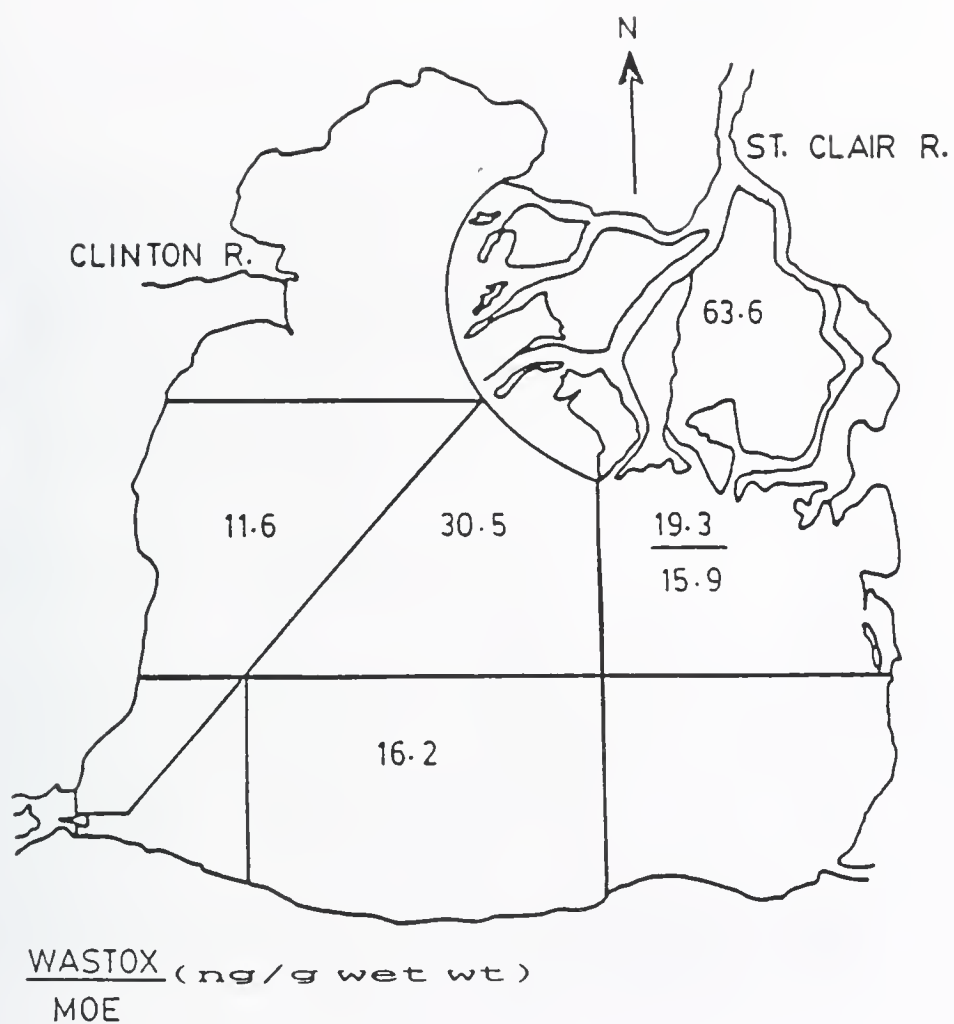 N
ST. CLAIR R.
CLINTON R.
63.6
11.6
30.5
19.3
15.9
16.2
WASTOX (ng/g wet wt)
MOE